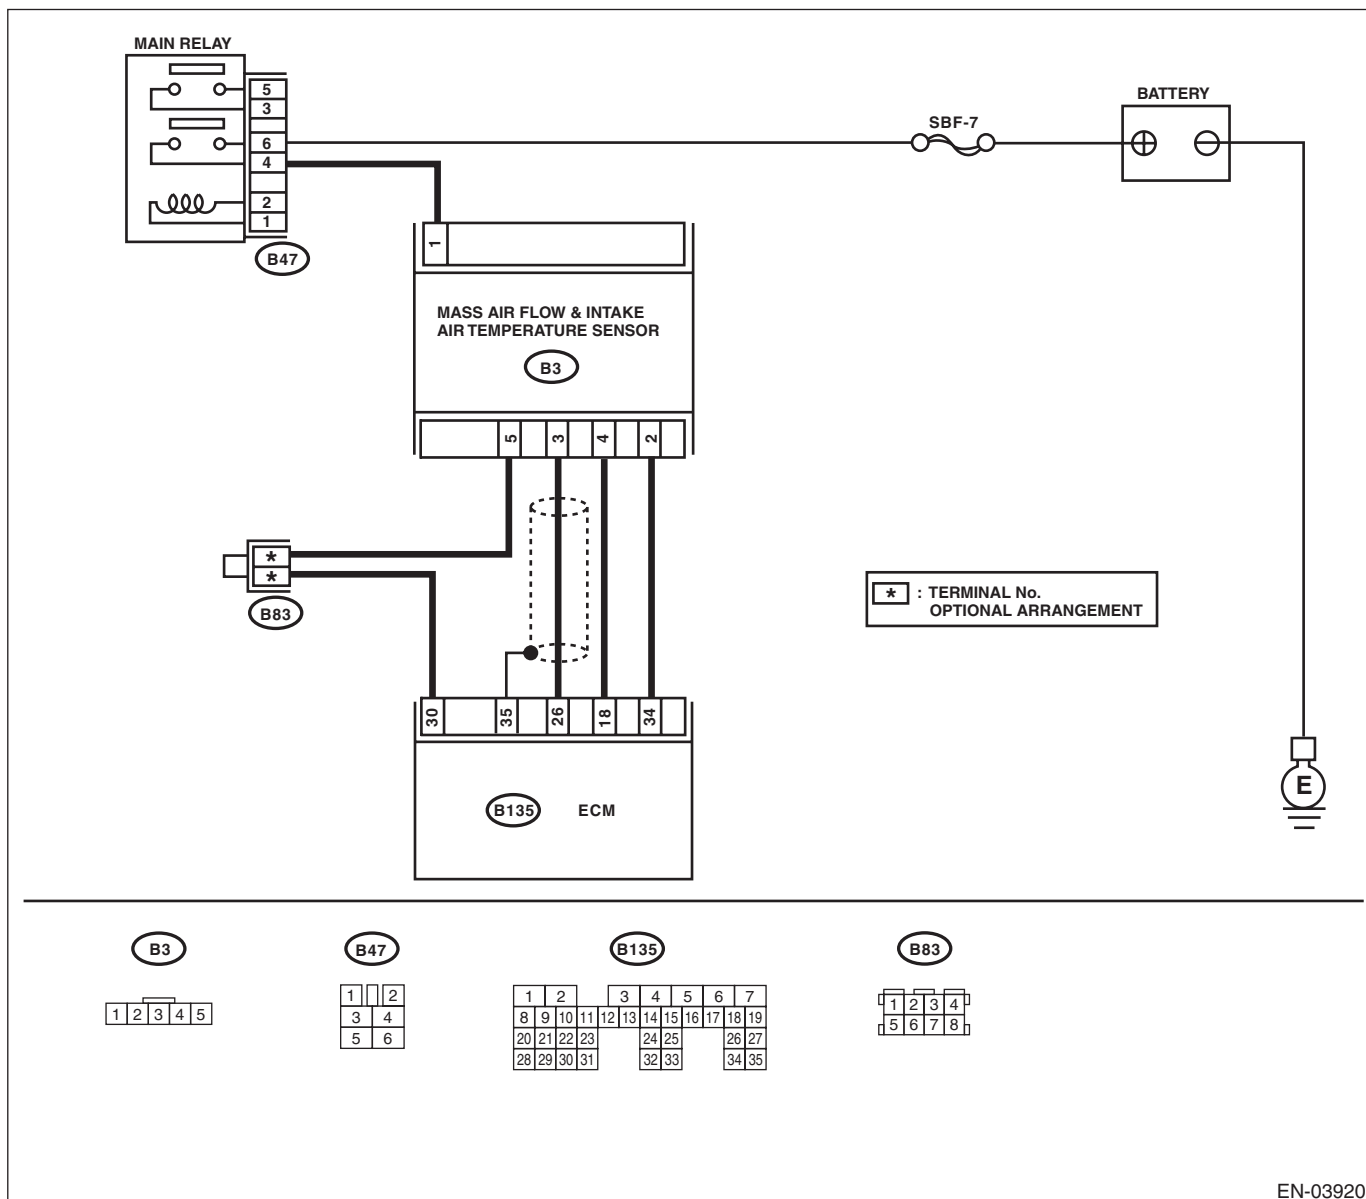 MAIN RELAY
5
3
6
4
2
1
B47
SBF-7
BATTERY
1
MASS AIR FLOW & INTAKE
AIR TEMPERATURE SENSOR
B3
5 3 4 2
*
*
B83
* : TERMINAL No.
OPTIONAL ARRANGEMENT
30 35 26 18 34
B135 ECM
E
B3 B47 B135 B83
1 2 3 4 5
1 2
3 4
5 6
1 2 3 4 5 6 7
8 9 10 11 12 13 14 15 16 17 18 19
20 21 22 23 24 25 26 27
28 29 30 31 32 33 34 35
1 2 3 4
5 6 7 8
EN-03920